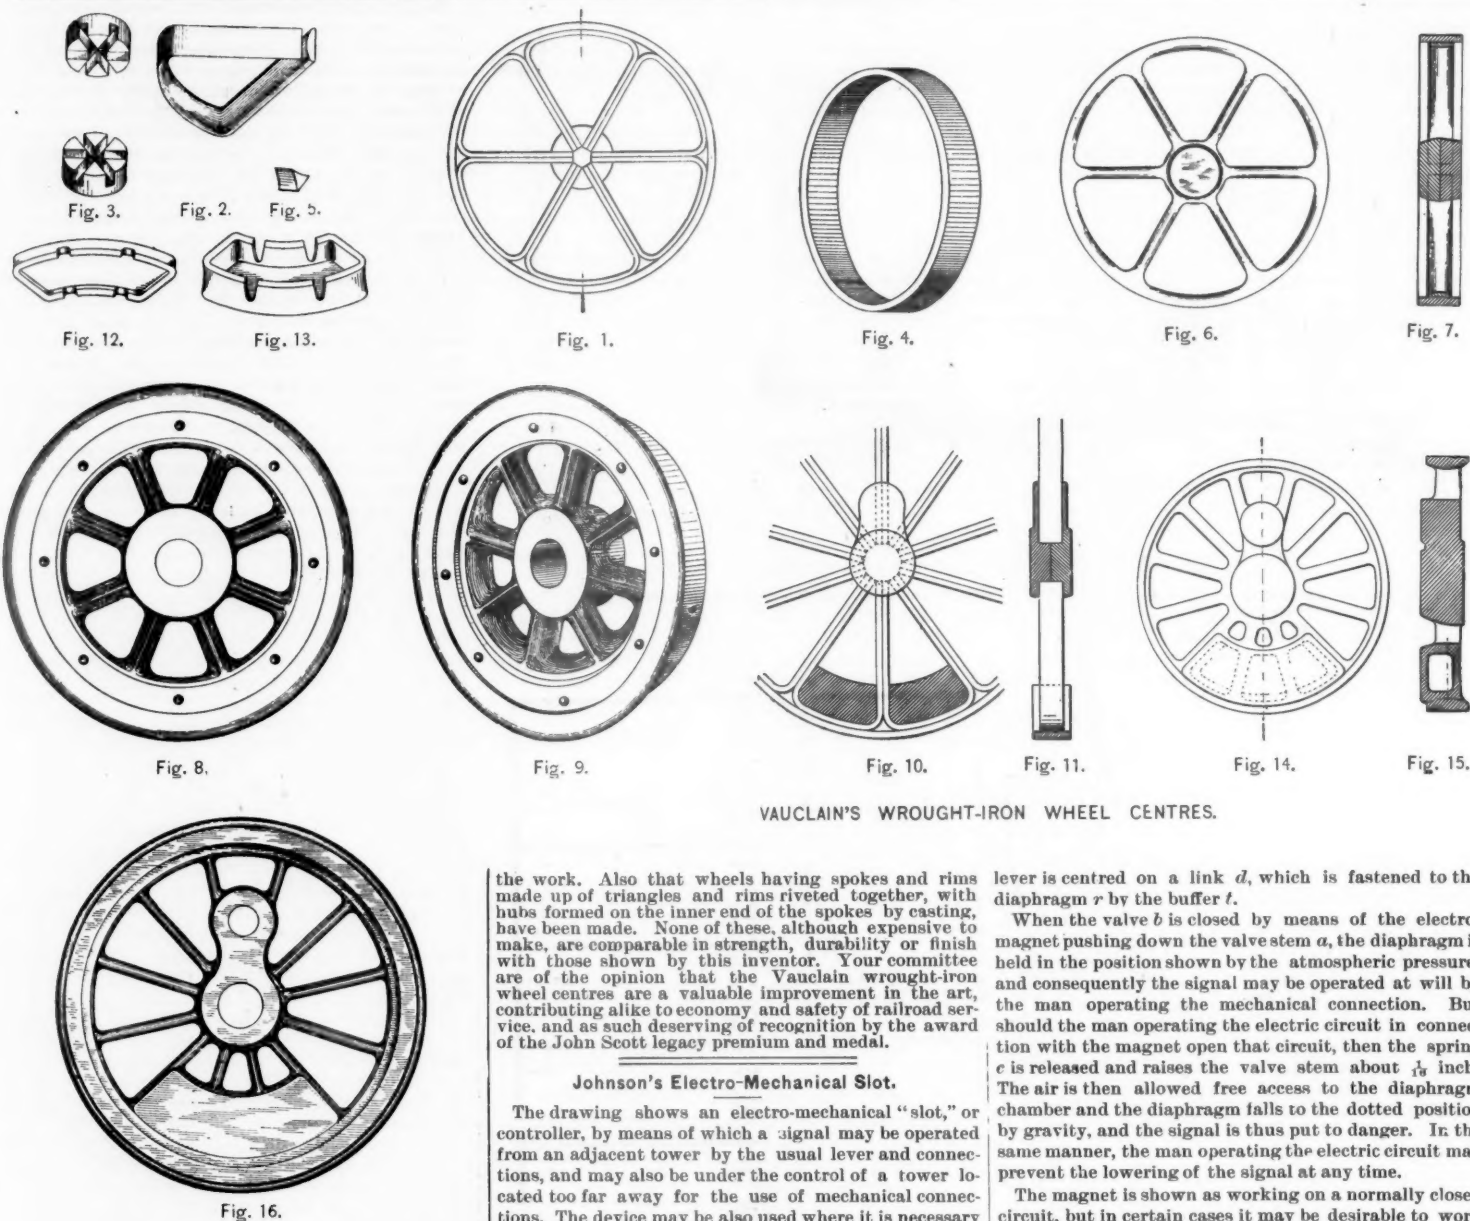 Fig. 3.
Fig. 2.
Fig. 5.
Fig. 12.
Fig. 13.
Fig. 1.
Fig. 4.
Fig. 6.
Fig. 7.
Fig. 8.
Fig. 9.
Fig. 10.
Fig. 11.
Fig. 14.
Fig. 15.
VAUCLAIN'S WROUGHT-IRON WHEEL CENTRES.
Fig. 16.
the work. Also that wheels having spokes and rims
made up of triangles and rims riveted together, with
hubs formed on the inner end of the spokes by casting,
have been made. None of these, although expensive to
make, are comparable in strength, durability or finish
with those shown by this inventor. Your committee
are of the opinion that the Vauclain wrought-iron
wheel centres are a valuable improvement in the art,
contributing alike to economy and safety of railroad ser-
vice, and as such deserving of recognition by the award
of the John Scott legacy premium and medal.
Johnson's Electro-Mechanical Slot.
The drawing shows an electro-mechanical "slot," or
controller, by means of which a signal may be operated
from an adjacent tower by the usual lever and connec-
tions, and may also be under the control of a tower lo-
cated too far away for the use of mechanical connec-
tions. The device may be also used where it is necessary
lever is centred on a link d, which is fastened to th
diaphragm r by the buffer t.
When the valve b is closed by means of the electro
magnet pushing down the valve stem a, the diaphragm i
held in the position shown by the atmospheric pressure
and consequently the signal may be operated at will b
the man operating the mechanical connection. Bu
should the man operating the electric circuit in connec
tion with the magnet open that circuit, then the sprin
c is released and raises the valve stem about 1/16 inch
The air is then allowed free access to the diaphragm
chamber and the diaphragm falls to the dotted position
by gravity, and the signal is thus put to danger. In th
same manner, the man operating the electric circuit ma
prevent the lowering of the signal at any time.
The magnet is shown as working on a normally close
circuit, but in certain cases it may be desirable to wor